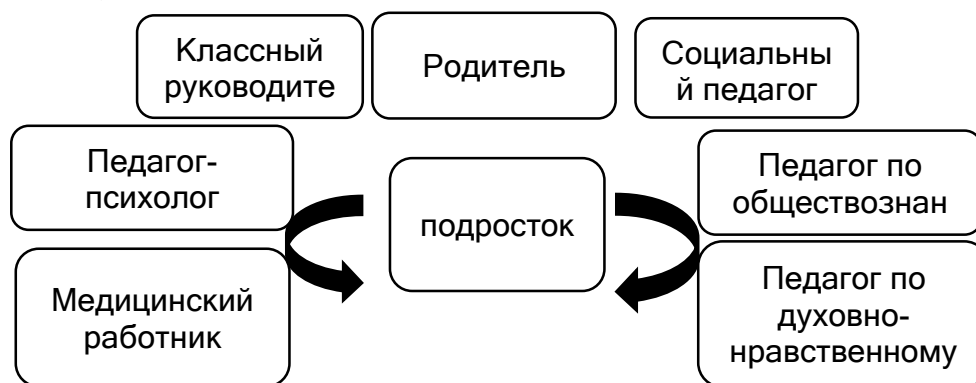 Классный
руководите
Родитель
Социальны
й педагог
Педагог-
психолог
подросток
Педагог по
обществознан
Медицинский
работник
Педагог по
духовно-
нравственному